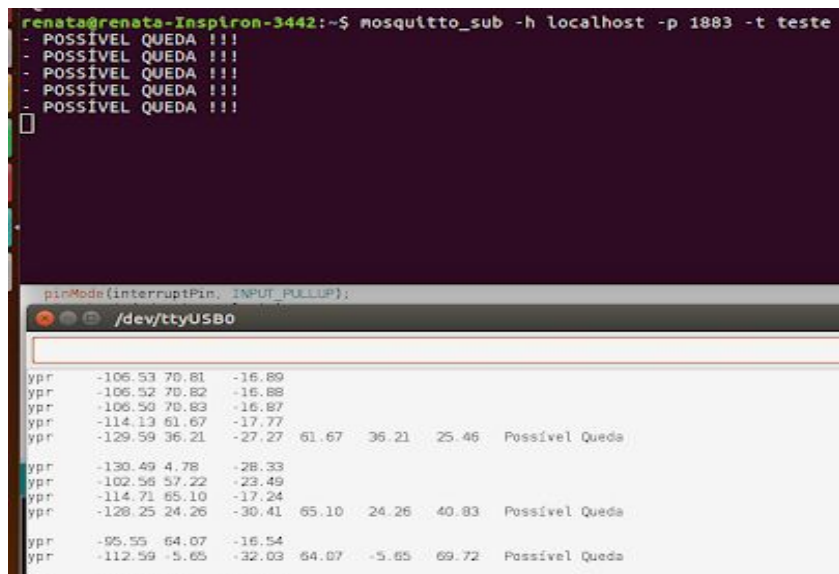 renata@renata-Inspiron-3442:~$ mosquitto_sub -h localhost -p 1883 -t teste
- POSSÍVEL QUEDA !!!
- POSSÍVEL QUEDA !!!
- POSSÍVEL QUEDA !!!
- POSSÍVEL QUEDA !!!
- POSSÍVEL QUEDA !!!
pinMode(interruptPin, INPUT_PULLUP);
/dev/ttyUSB0
ypr -106.53 70.81 -16.89
ypr -106.52 70.82 -16.88
ypr -106.50 70.83 -16.87
ypr -114.13 61.67 -17.77
ypr -129.59 36.21 -27.27 61.67 36.21 25.46 Possível Queda
ypr -130.49 4.78 -28.33
ypr -102.56 57.22 -23.49
ypr -114.71 65.10 -17.24
ypr -128.25 24.26 -30.41 65.10 24.26 40.83 Possível Queda
ypr -95.55 64.07 -16.54
ypr -112.59 -5.65 -32.03 64.07 -5.65 69.72 Possível Queda